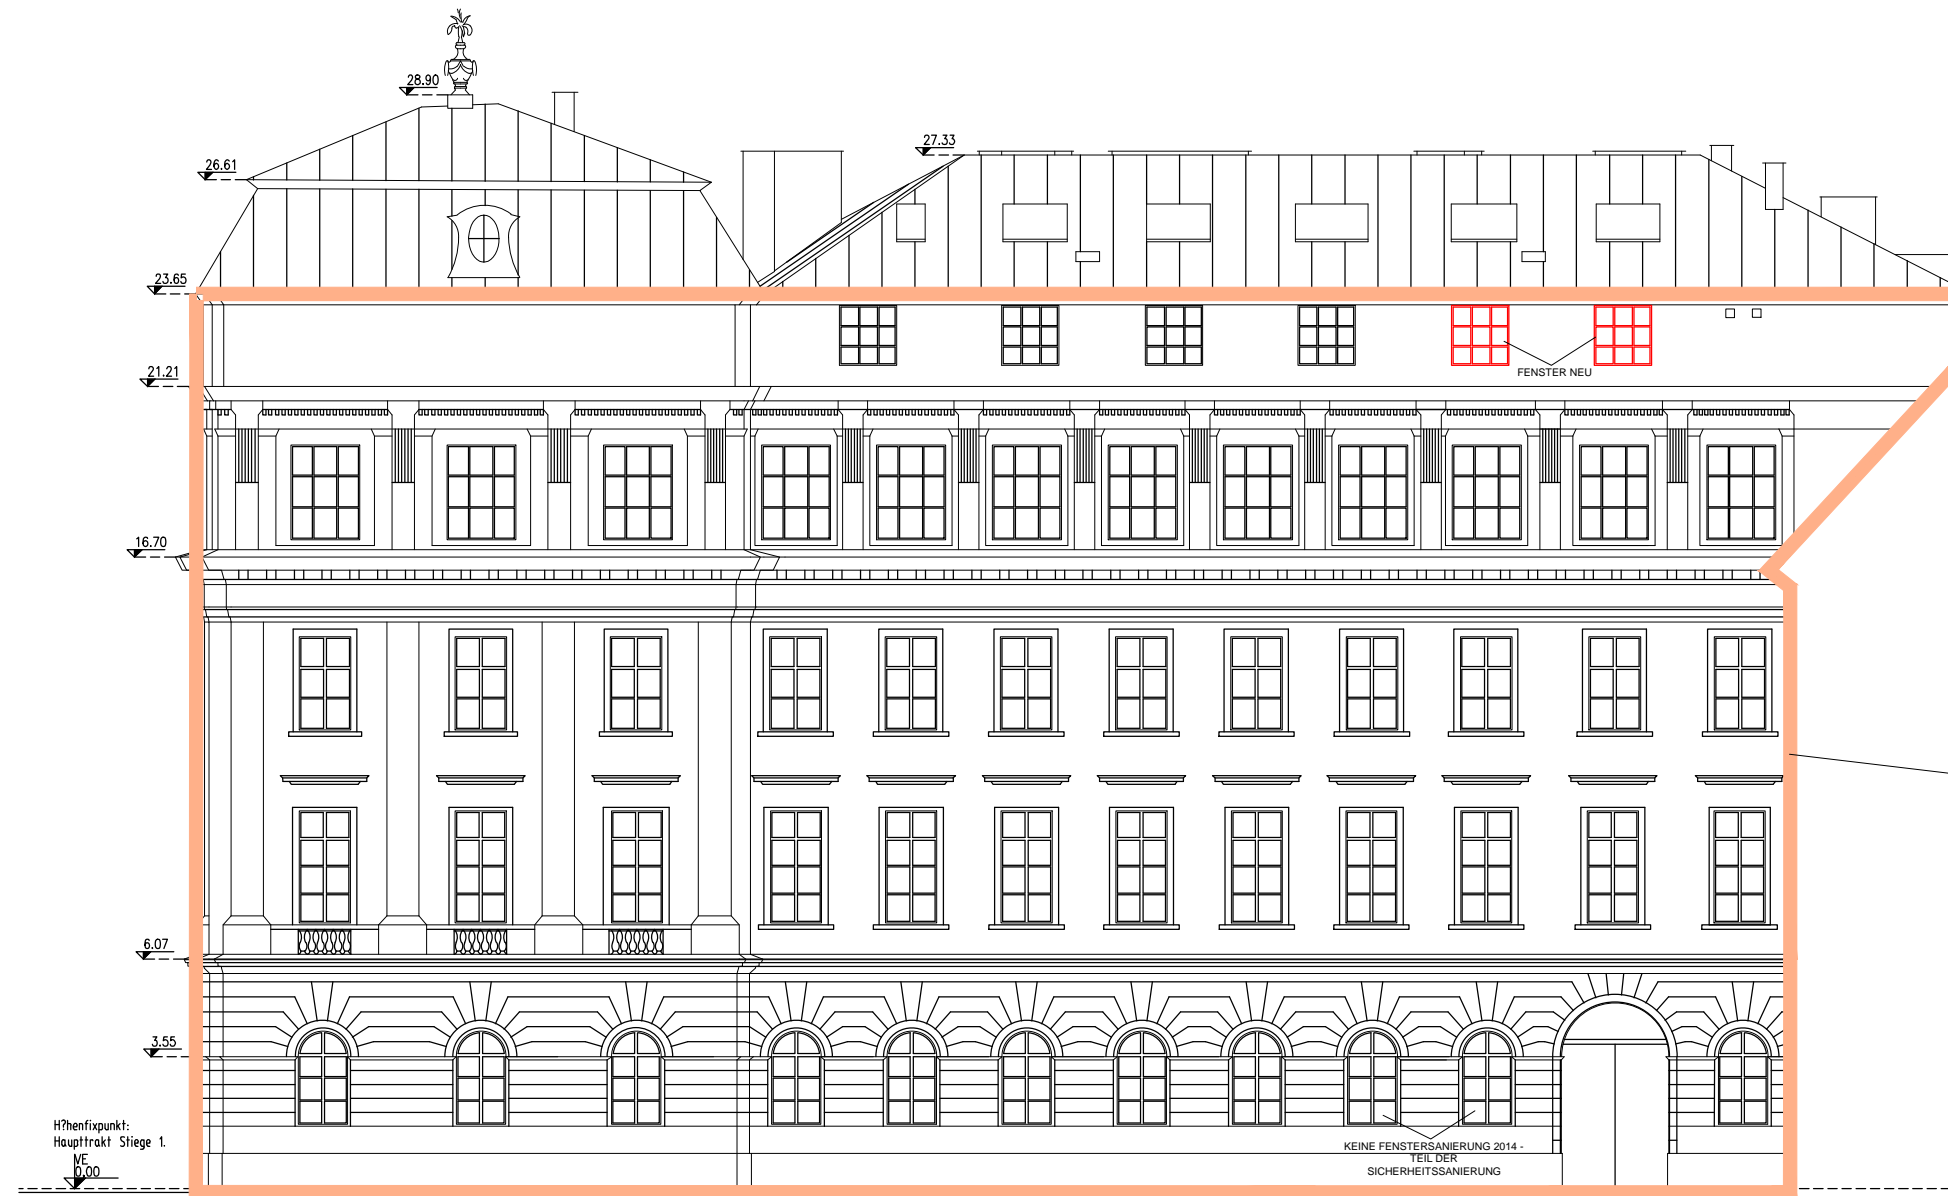 28.90
27.33
26.61
23.65
FENSTER NEU
21.21
16.70
6.07
3.55
H?henfixpunkt:
Haupttrakt Stiege 1.
VE
0.00
KEINE FENSTERSANIERUNG 2014 -
TEIL DER
SICHERHEITSSANIERUNG